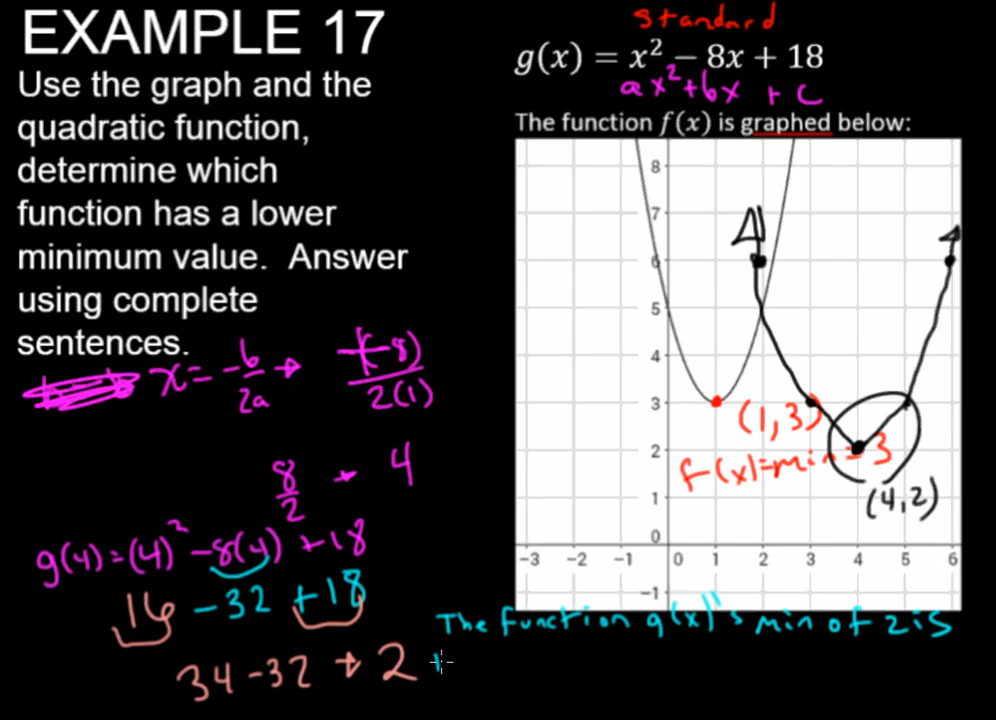 EXAMPLE 17
Use the graph and the
quadratic function,
determine which
function has a lower
minimum value. Answer
using complete
sentences.
x = -b/2a → -(-8)/2(1)
8/2 → 4
g(4)=(4)² -8(4) +18
16 -32 +18
34-32 → 2
standard
g(x) = x² − 8x + 18
ax²+bx + c
The function f(x) is graphed below:
8
7
6
5
4
3
2
1
0
−1
−3 −2 −1 0 1 2 3 4 5 6
(1,3)
f(x)=min = 3
(4,2)
The function g(x)'s min of 2 is